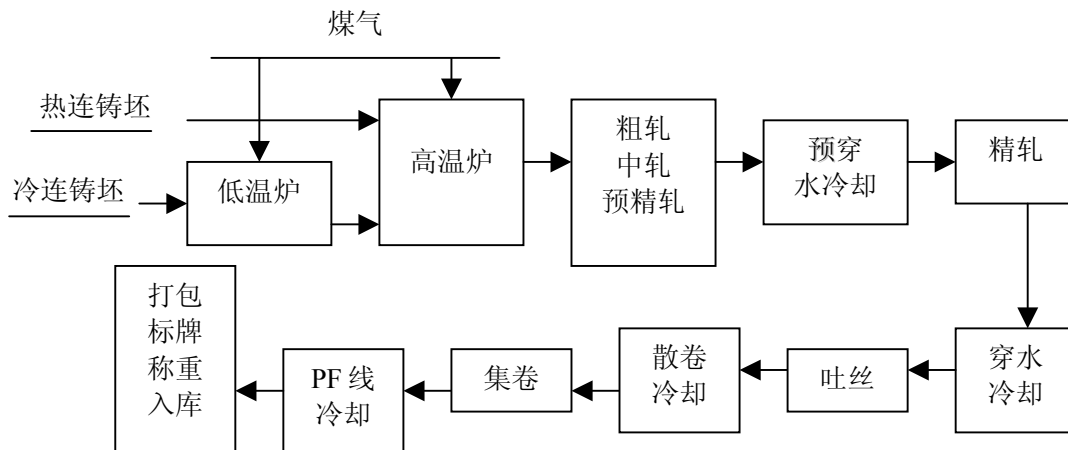 煤气
热连铸坯
冷连铸坯
低温炉
高温炉
粗轧
中轧
预精轧
预穿
水冷却
精轧
穿水
冷却
吐丝
散卷
冷却
集卷
PF 线
冷却
打包
标牌
称重
入库